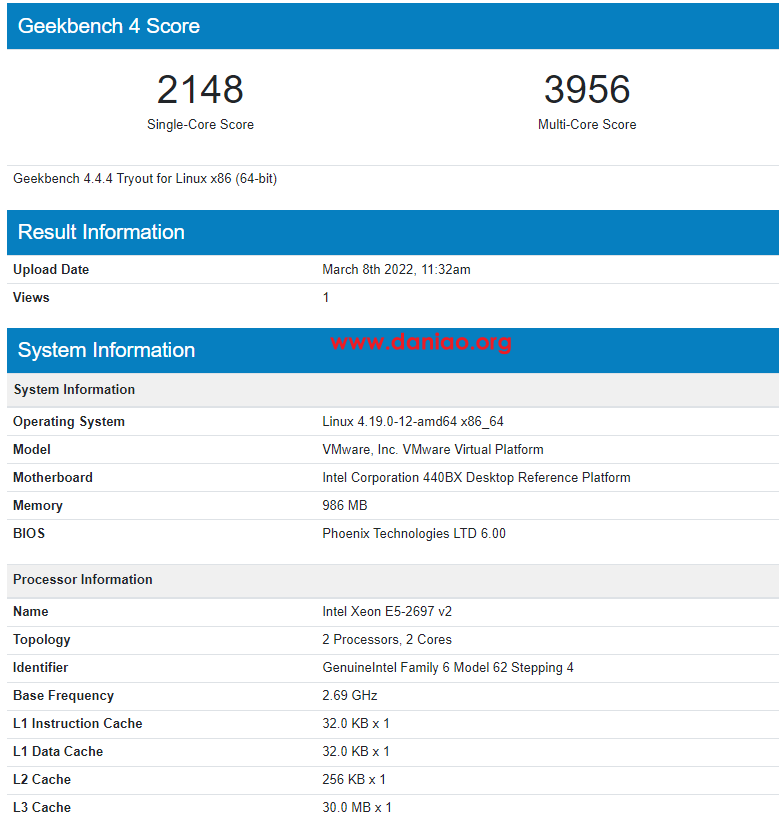 Geekbench 4 Score
2148 3956
Single-Core Score Multi-Core Score
Geekbench 4.4.4 Tryout for Linux x86 (64-bit)
Result Information
Upload Date March 8th 2022, 11:32am
Views 1
www.daniao.org
System Information
System Information
Operating System Linux 4.19.0-12-amd64 x86_64
Model VMware, Inc. VMware Virtual Platform
Motherboard Intel Corporation 440BX Desktop Reference Platform
Memory 986 MB
BIOS Phoenix Technologies LTD 6.00
Processor Information
Name Intel Xeon E5-2697 v2
Topology 2 Processors, 2 Cores
Identifier GenuineIntel Family 6 Model 62 Stepping 4
Base Frequency 2.69 GHz
L1 Instruction Cache 32.0 KB x 1
L1 Data Cache 32.0 KB x 1
L2 Cache 256 KB x 1
L3 Cache 30.0 MB x 1